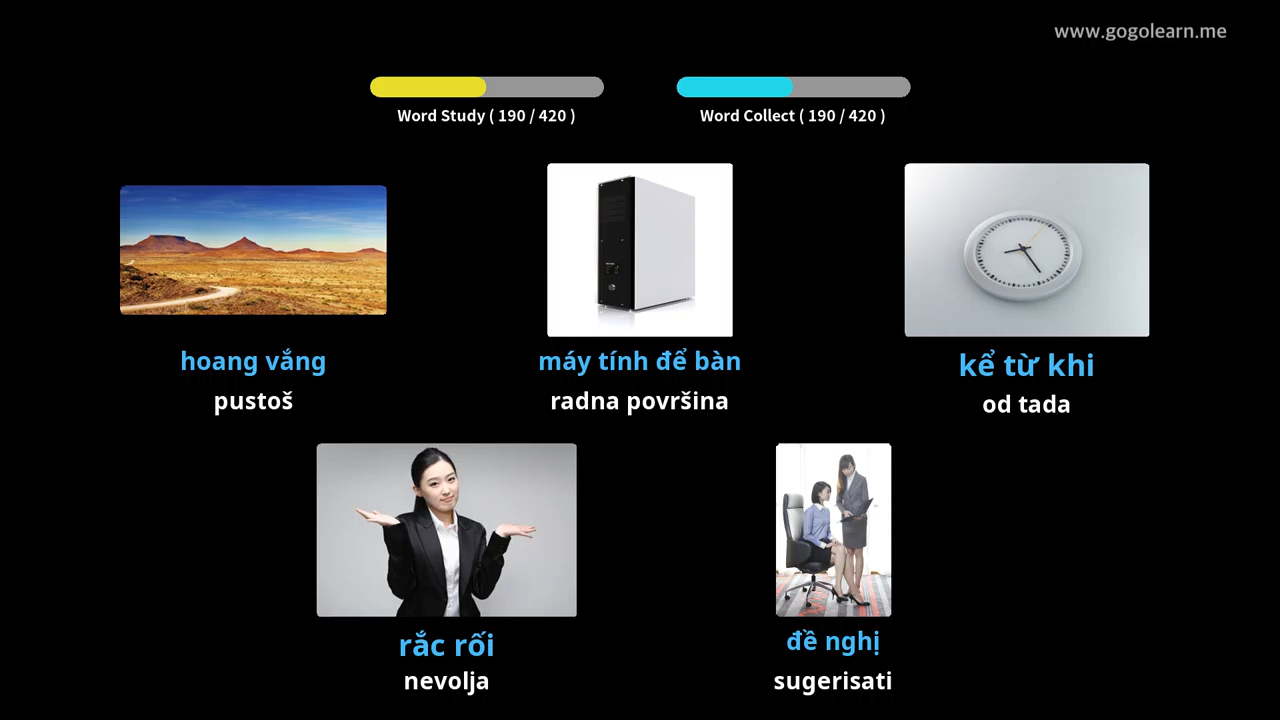 www.gogolearn.me
Word Study ( 190 / 420 )
Word Collect ( 190 / 420 )
hoang vắng
pustoš
máy tính để bàn
radna površina
kể từ khi
od tada
rắc rối
nevolja
đề nghị
sugerisati